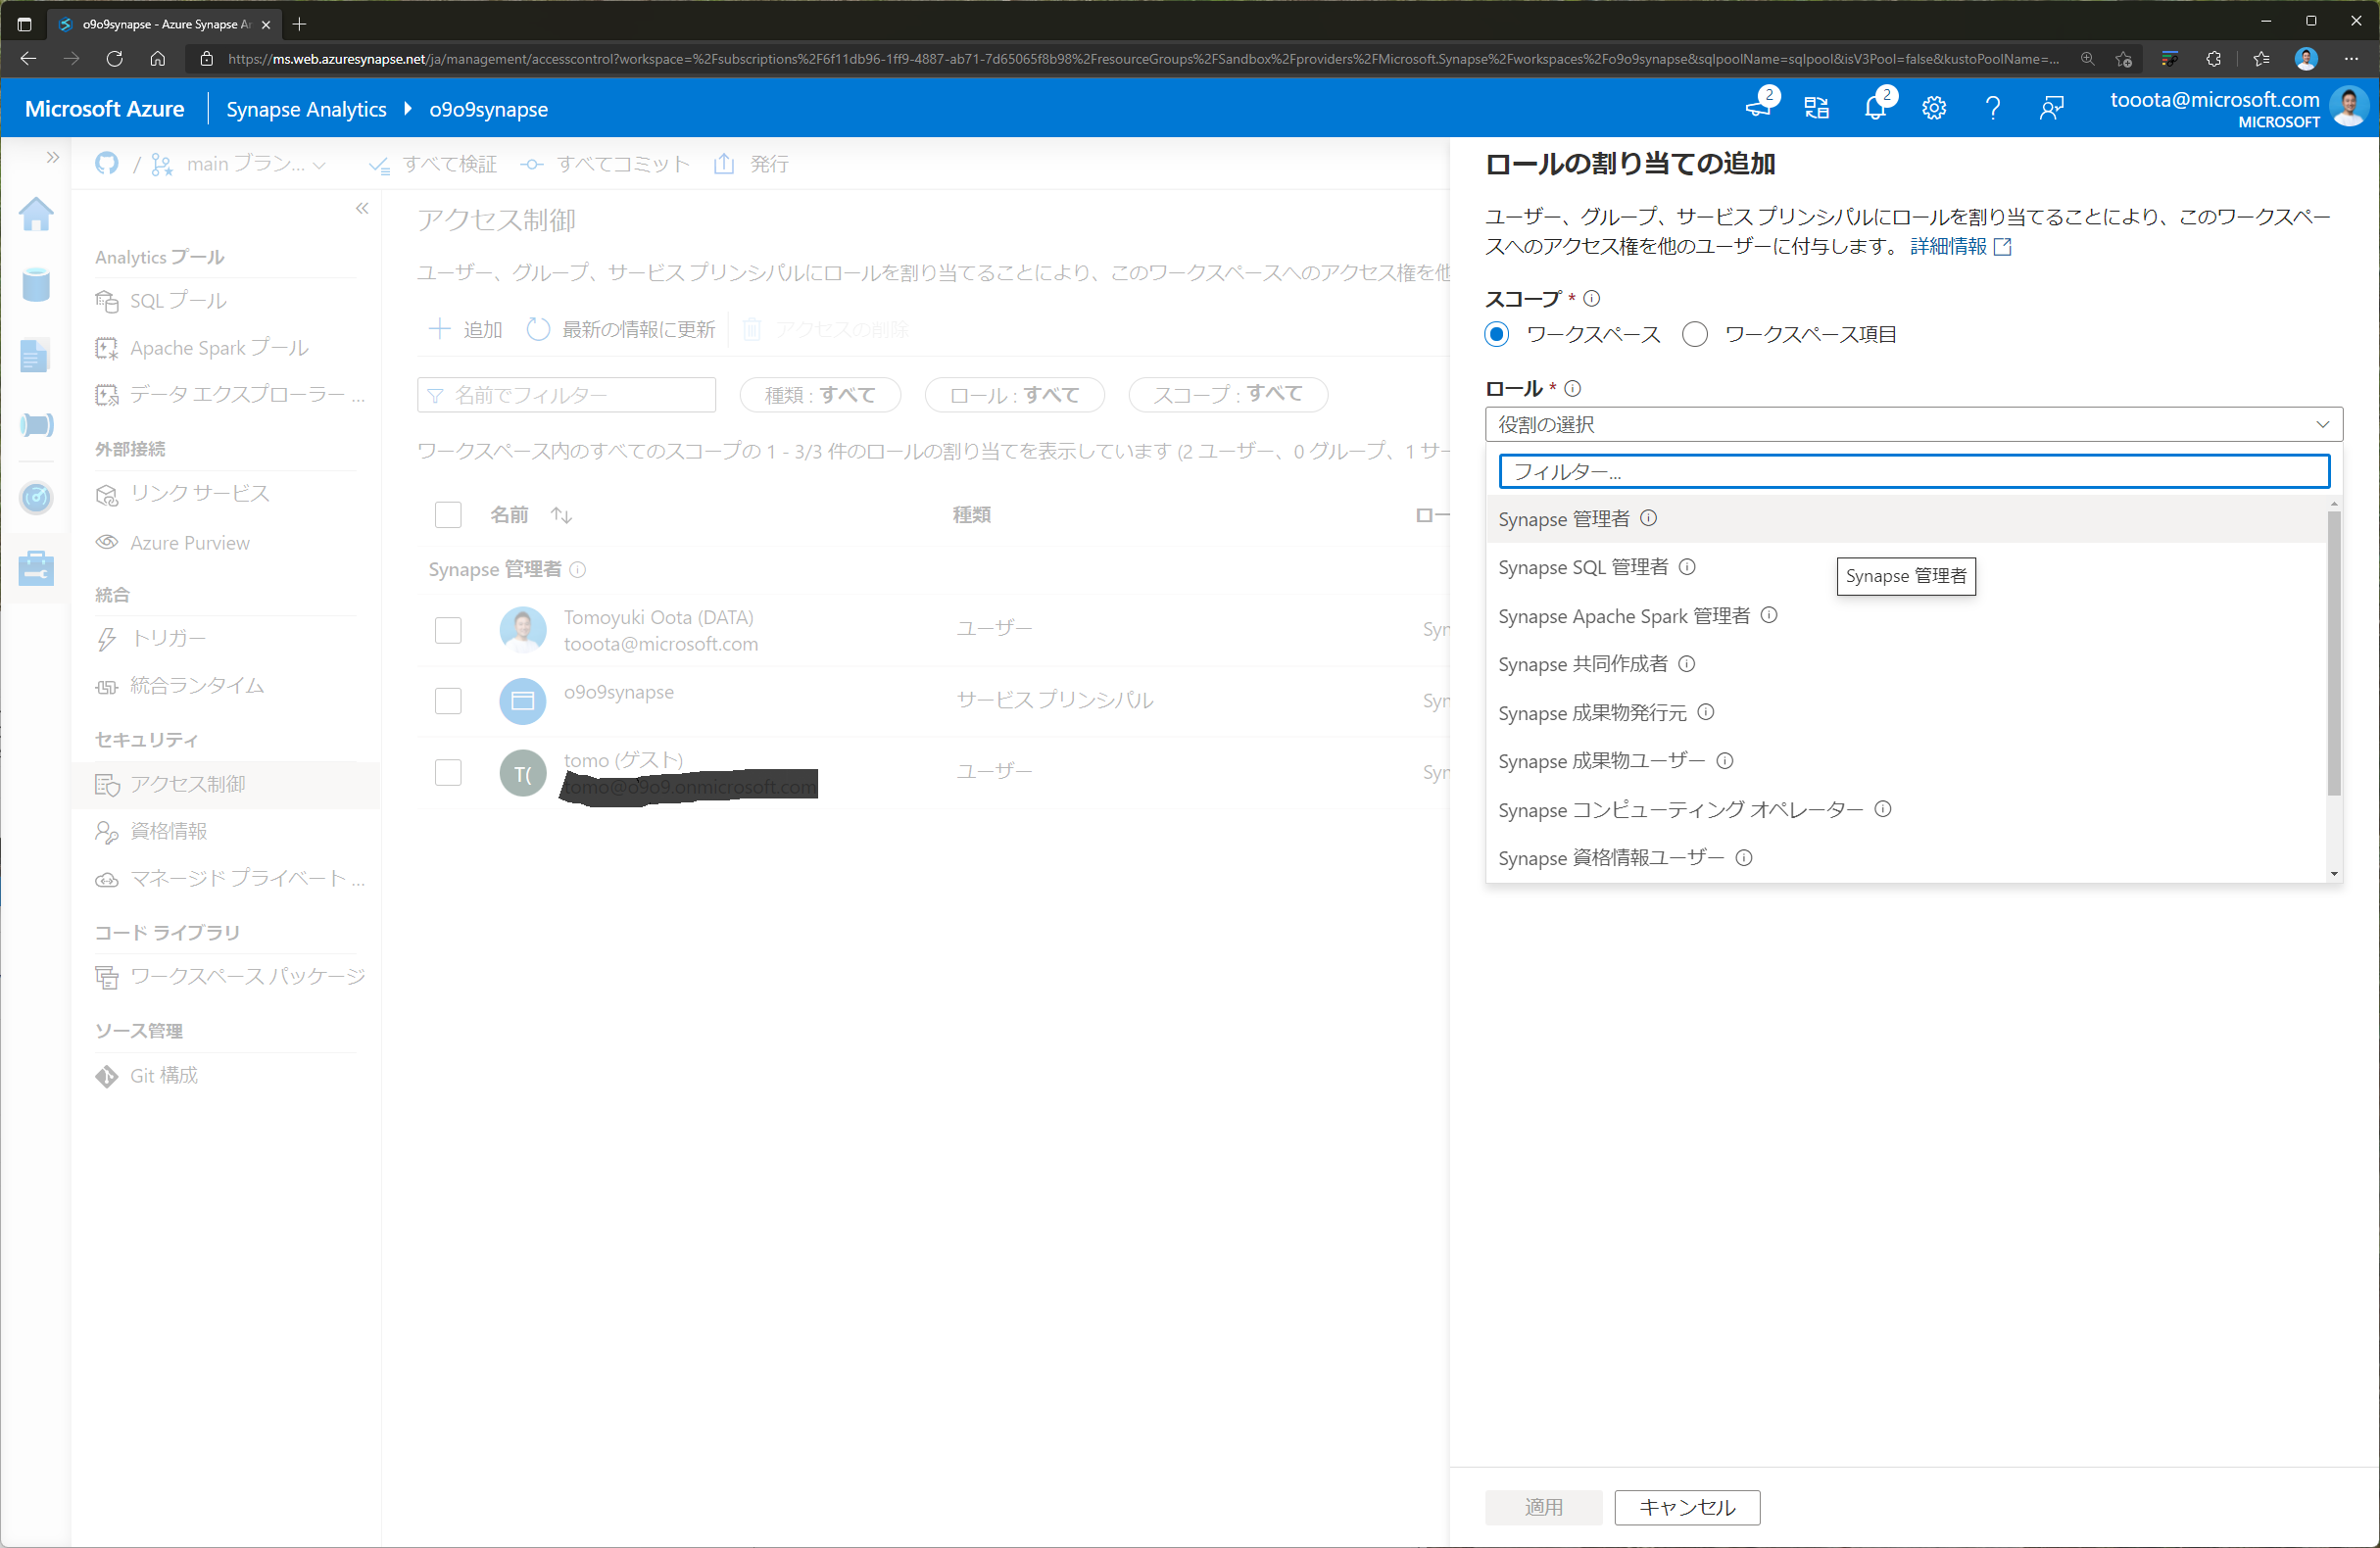 o9o9synapse - Azure Synapse A
https://ms.web.azuresynapse.net/ja/management/accesscontrol?workspace=%2Fsubscriptions%2F6f11db96-1ff9-4887-ab71-7d65065f8b98%2FresourceGroups%2FSandbox%2Fproviders%2FMicrosoft.Synapse%2Fworkspaces%2Fo9o9synapse&sqlpoolName=sqlpool&isV3Pool=false&kustoPoolName=...
Microsoft Azure
Synapse Analytics
o9o9synapse
2
2
tooota@microsoft.com
MICROSOFT
/ main ブラン...
すべて検証
すべてコミット
発行
Analytics プール
SQL プール
Apache Spark プール
データ エクスプローラー ...
外部接続
リンク サービス
Azure Purview
統合
トリガー
統合ランタイム
セキュリティ
アクセス制御
資格情報
マネージド プライベート ...
コード ライブラリ
ワークスペース パッケージ
ソース管理
Git 構成
アクセス制御
ユーザー、グループ、サービス プリンシパルにロールを割り当てることにより、このワークスペースへのアクセス権を他
追加
最新の情報に更新
アクセスの削除
名前でフィルター
種類 : すべて
ロール : すべて
スコープ : すべて
ワークスペース内のすべてのスコープの 1 - 3/3 件のロールの割り当てを表示しています (2 ユーザー、0 グループ、1 サー
名前
種類
ロー
Synapse 管理者
Tomoyuki Oota (DATA)
tooota@microsoft.com
ユーザー
Syn
o9o9synapse
サービス プリンシパル
Syn
T(
tomo (ゲスト)
tomo@o9o9.onmicrosoft.com
ユーザー
Syn
ロールの割り当ての追加
ユーザー、グループ、サービス プリンシパルにロールを割り当てることにより、このワークスペー
スへのアクセス権を他のユーザーに付与します。 詳細情報
スコープ *
ワークスペース
ワークスペース項目
ロール *
役割の選択
フィルター...
Synapse 管理者
Synapse SQL 管理者
Synapse 管理者
Synapse Apache Spark 管理者
Synapse 共同作成者
Synapse 成果物発行元
Synapse 成果物ユーザー
Synapse コンピューティング オペレーター
Synapse 資格情報ユーザー
適用
キャンセル